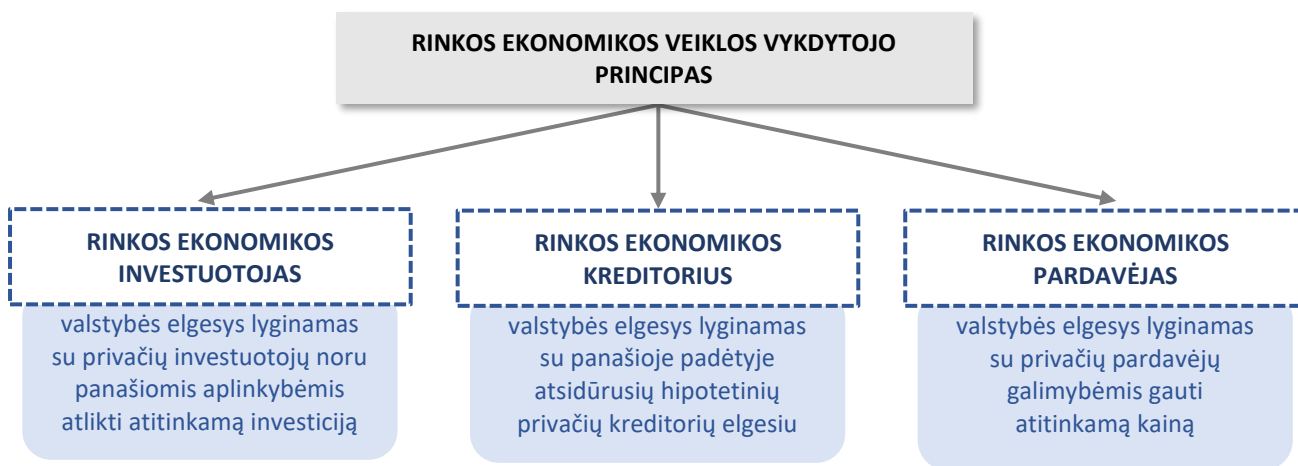 RINKOS EKONOMIKOS VEIKLOS VYKDYTOJO
PRINCIPAS
RINKOS EKONOMIKOS
INVESTUOTOJAS
valstybės elgesys lyginamas
su privačių investuotojų noru
panašiomis aplinkybėmis
atlikti atitinkamą investiciją
RINKOS EKONOMIKOS
KREDITORIUS
valstybės elgesys lyginamas
su panašioje padėtyje
atsidūrusių hipotetinių
privačių kreditorių elgesiu
RINKOS EKONOMIKOS
PARDAVĖJAS
valstybės elgesys lyginamas
su privačių pardavėjų
galimybėmis gauti
atitinkamą kainą